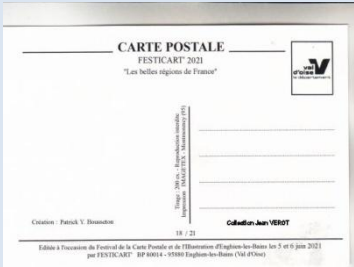 CARTE POSTALE
FESTICART' 2021
"Les belles régions de France"
val
d'oise
le département
Tirage : 200 ex. - Reproduction interdite
Impression IMAGETEX - Montmorency (95)
Création : Patrick Y. Housseton
Collection Jean VEROT
18 / 21
Editée à l'occasion du Festival de la Carte Postale et de l'Illustration d'Enghien-les-Bains les 5 et 6 juin 2021
par FESTICART' BP 80014 - 95880 Enghien-les-Bains (Val d'Oise)